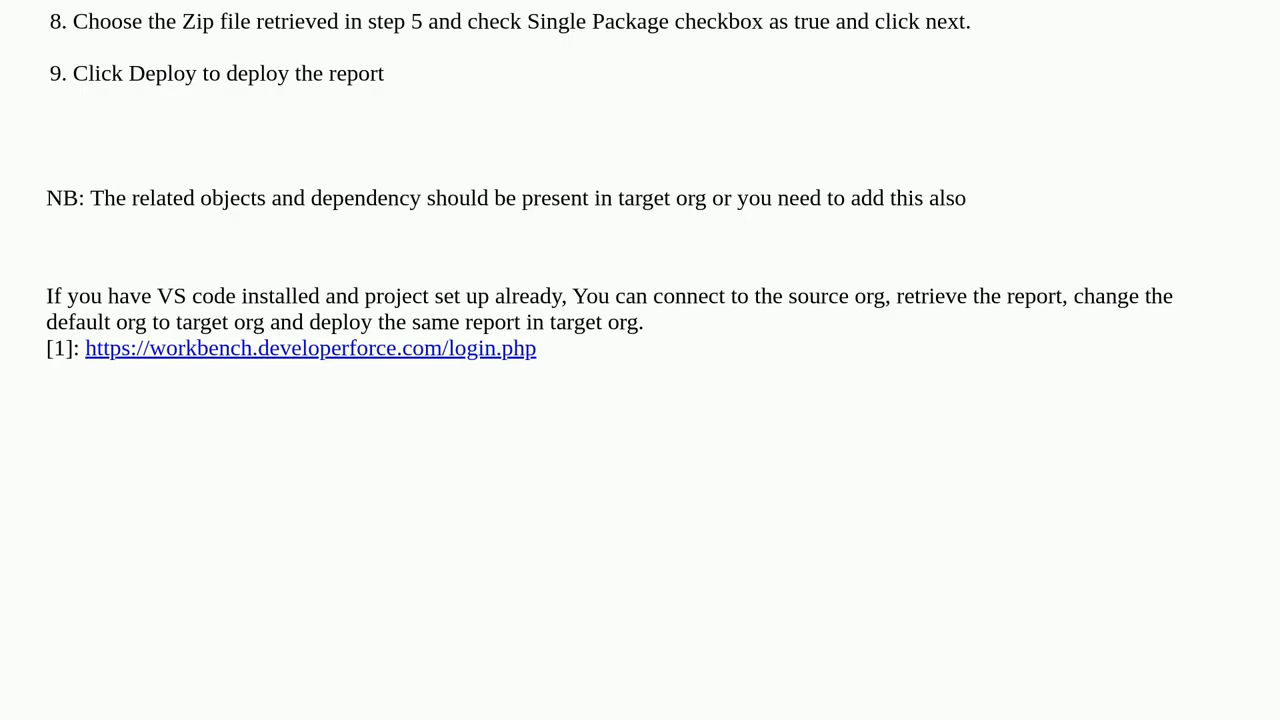 8. Choose the Zip file retrieved in step 5 and check Single Package checkbox as true and click next.
9. Click Deploy to deploy the report
NB: The related objects and dependency should be present in target org or you need to add this also
If you have VS code installed and project set up already, You can connect to the source org, retrieve the report, change the
default org to target org and deploy the same report in target org.
[1]: https://workbench.developerforce.com/login.php